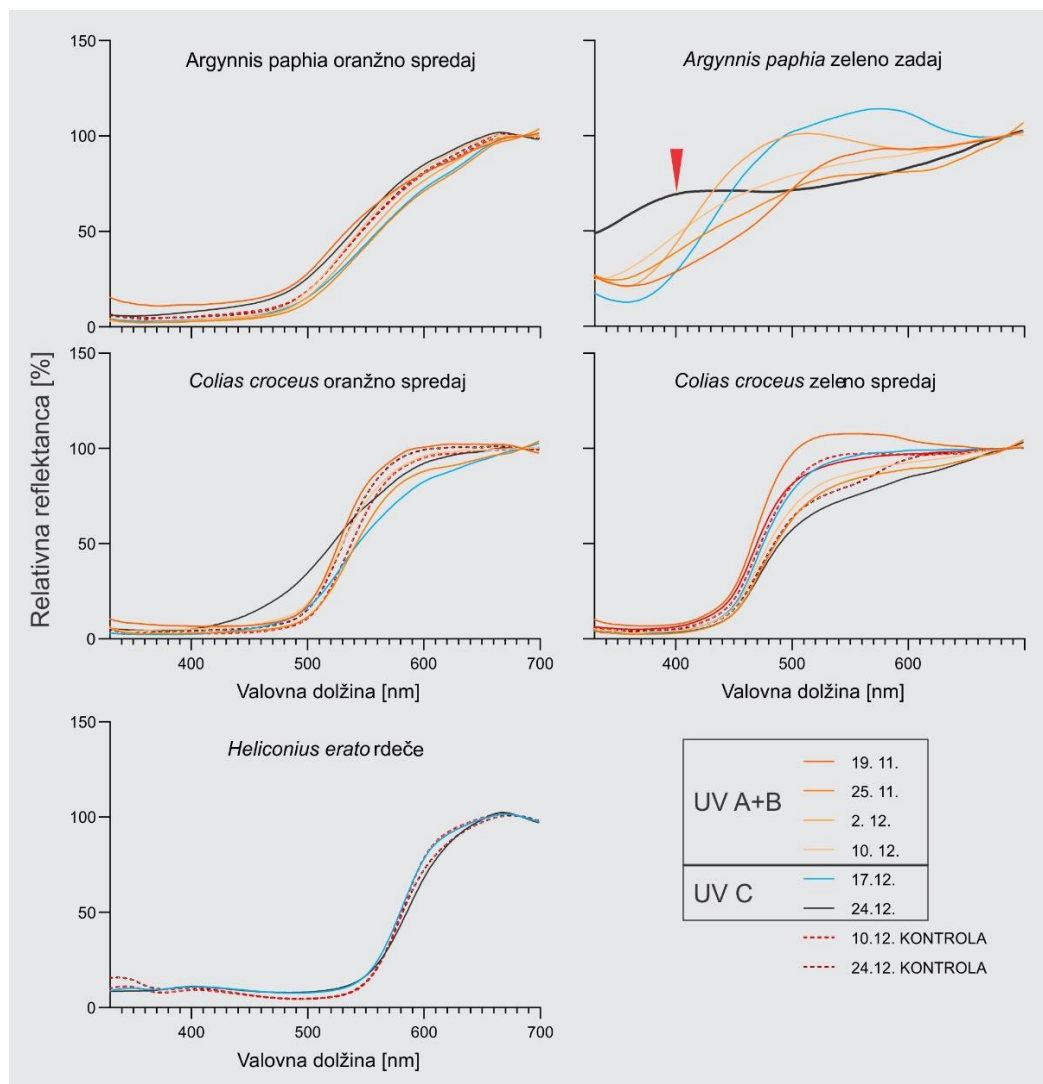 Argynnis paphia oranžno spredaj
Argynnis paphia zeleno zadaj
150
100
50
0
Colias croceus oranžno spredaj
Colias croceus zeleno spredaj
150
100
50
0
400
500
600
700
400
500
600
Relativna reflektanca [%]
Valovna dolžina [nm]
Valovna dolžina [nm]
Heliconius erato rdeče
150
100
50
0
400
500
600
700
Valovna dolžina [nm]
UV A+B
19. 11.
25. 11.
2. 12.
10. 12.
UV C
17.12.
24.12.
10.12. KONTROLA
24.12. KONTROLA